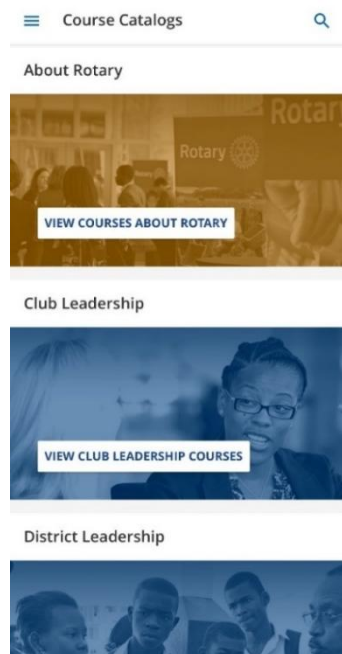 Course Catalogs
About Rotary
Rotary
Rotary
VIEW COURSES ABOUT ROTARY
Club Leadership
VIEW CLUB LEADERSHIP COURSES
District Leadership